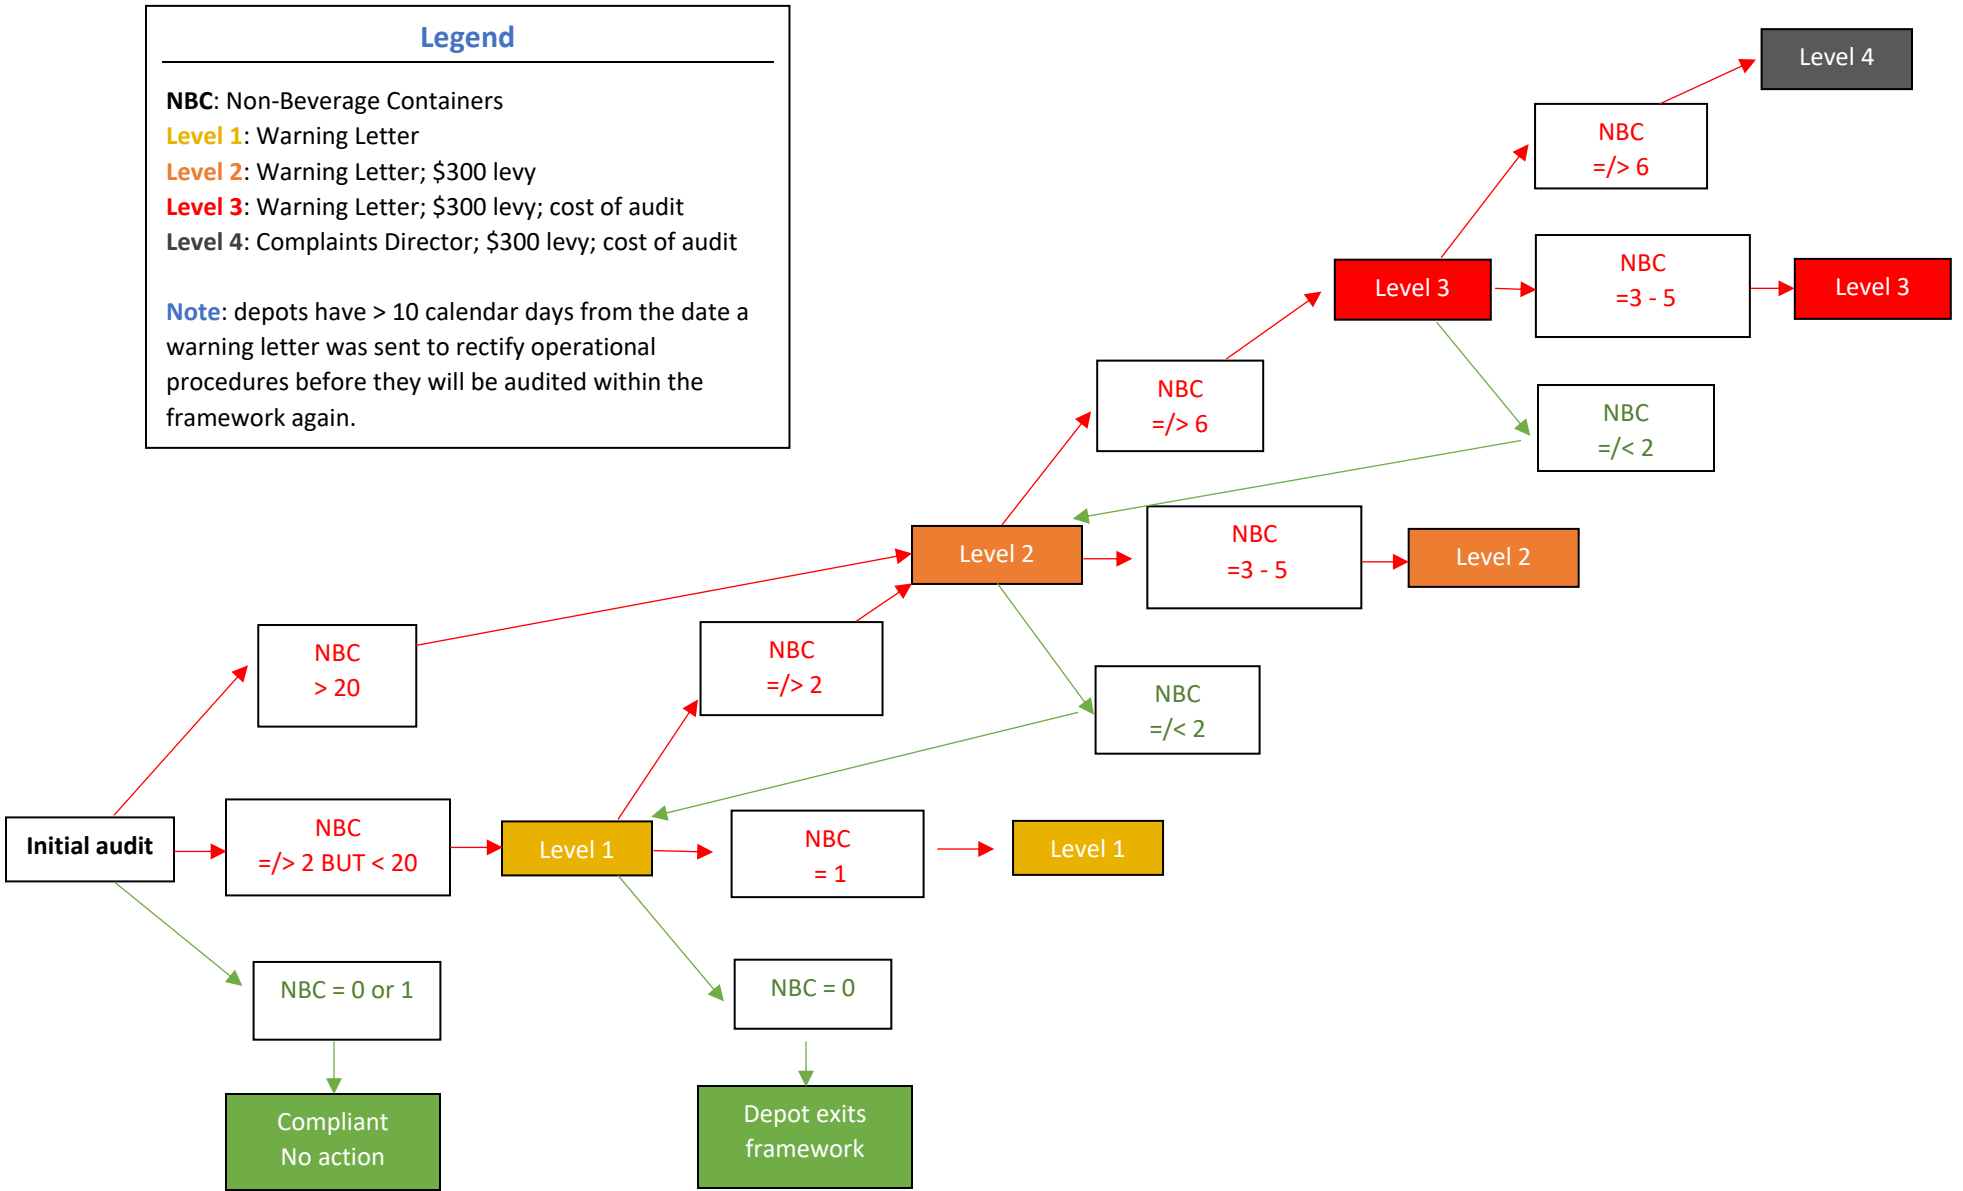 Legend
NBC: Non-Beverage Containers
Level 1: Warning Letter
Level 2: Warning Letter; $300 levy
Level 3: Warning Letter; $300 levy; cost of audit
Level 4: Complaints Director; $300 levy; cost of audit
Note: depots have > 10 calendar days from the date a
warning letter was sent to rectify operational
procedures before they will be audited within the
framework again.
Level 4
NBC
=/> 6
Level 3
NBC
=3 - 5
Level 3
NBC
=/> 6
NBC
=/< 2
Level 2
NBC
=3 - 5
Level 2
NBC
> 20
NBC
=/> 2
NBC
=/< 2
Initial audit
NBC
=/> 2 BUT < 20
Level 1
NBC
= 1
Level 1
NBC = 0 or 1
NBC = 0
Compliant
No action
Depot exits
framework